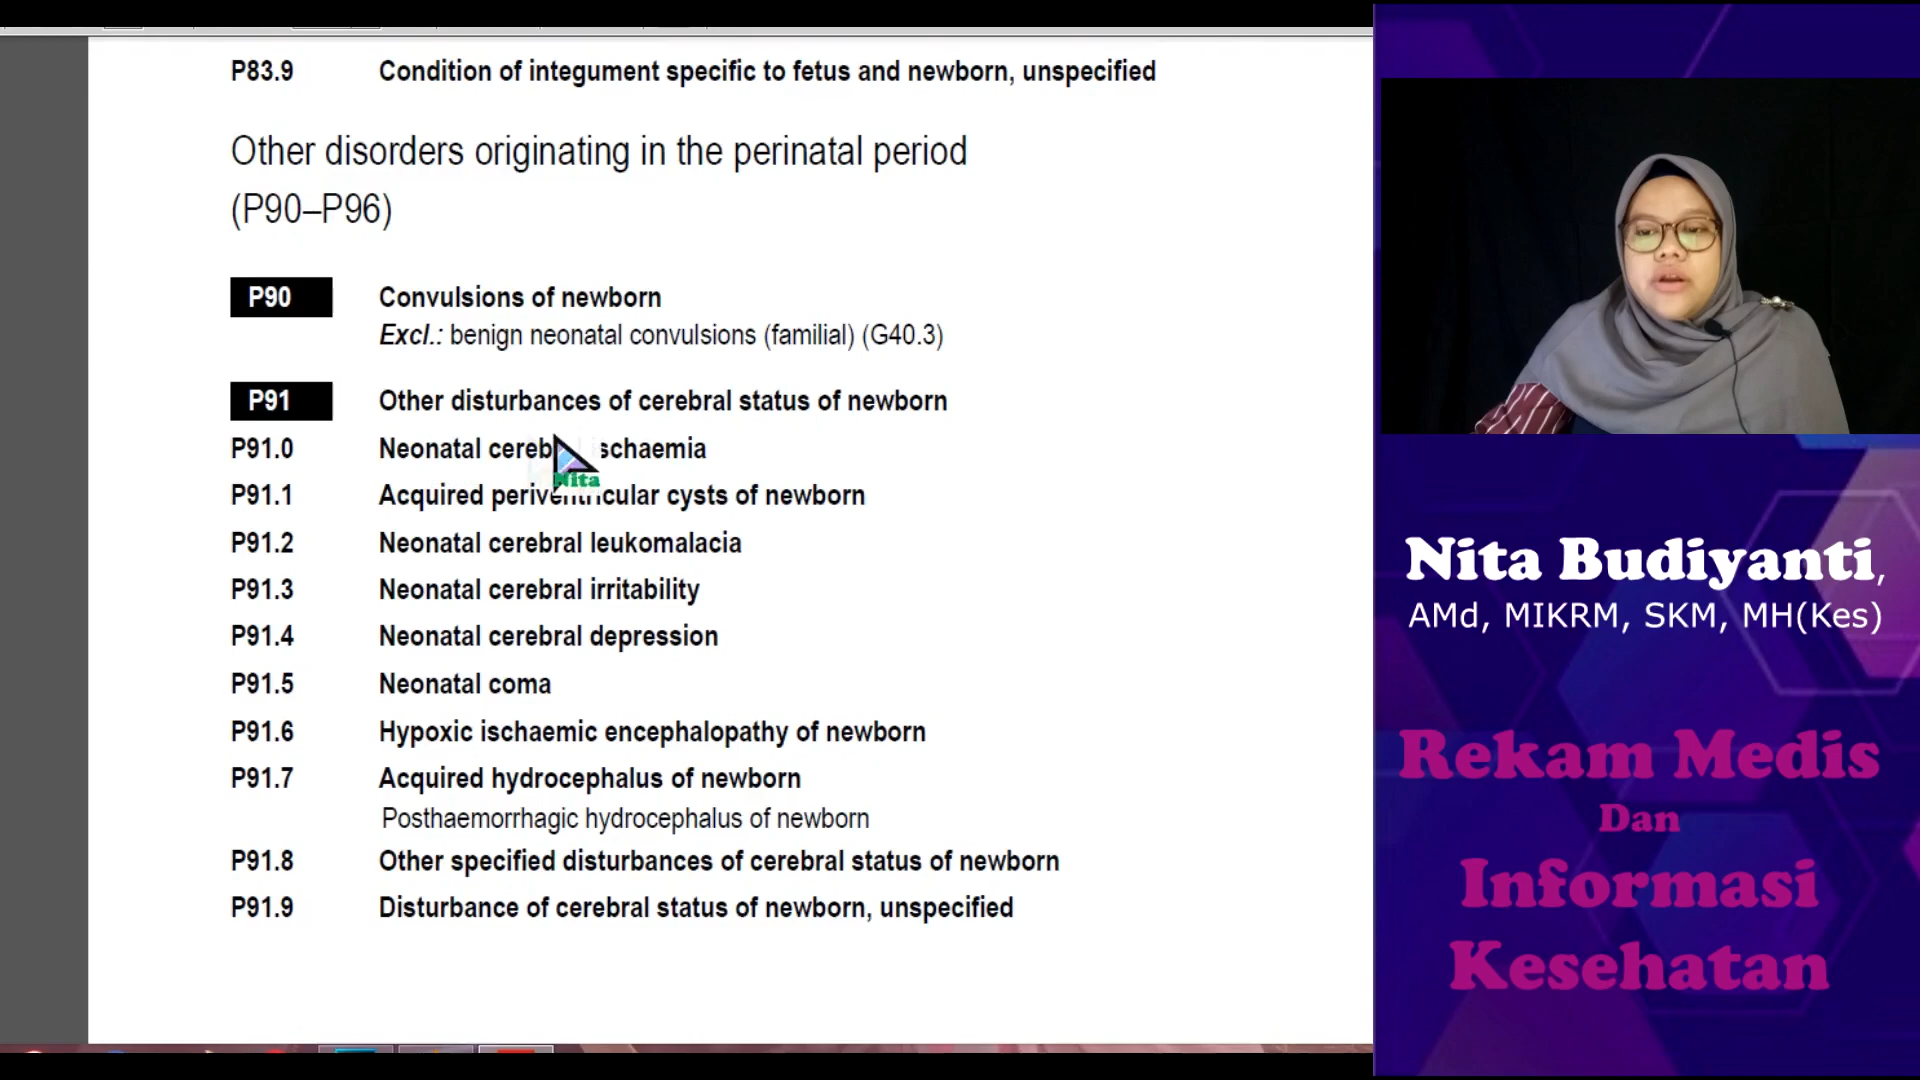 P83.9 Condition of integument specific to fetus and newborn, unspecified
Other disorders originating in the perinatal period
(P90–P96)
P90 Convulsions of newborn
Excl.: benign neonatal convulsions (familial) (G40.3)
P91 Other disturbances of cerebral status of newborn
P91.0 Neonatal cerebral ischaemia
Nita
P91.1 Acquired periventricular cysts of newborn
P91.2 Neonatal cerebral leukomalacia
P91.3 Neonatal cerebral irritability
P91.4 Neonatal cerebral depression
P91.5 Neonatal coma
P91.6 Hypoxic ischaemic encephalopathy of newborn
P91.7 Acquired hydrocephalus of newborn
Posthaemorrhagic hydrocephalus of newborn
P91.8 Other specified disturbances of cerebral status of newborn
P91.9 Disturbance of cerebral status of newborn, unspecified
Nita Budiyanti,
AMd, MIKRM, SKM, MH(Kes)
Rekam Medis
Dan
Informasi
Kesehatan